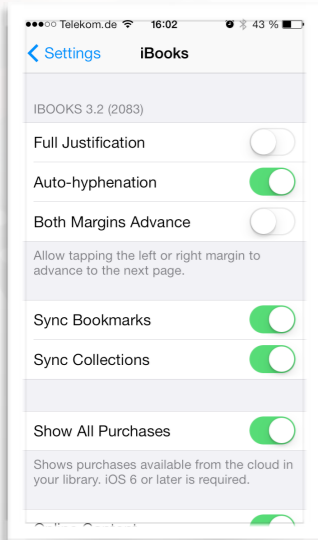 Telekom.de 16:02 43 %
Settings iBooks
IBOOKS 3.2 (2083)
Full Justification
Auto-hyphenation
Both Margins Advance
Allow tapping the left or right margin to
advance to the next page.
Sync Bookmarks
Sync Collections
Show All Purchases
Shows purchases available from the cloud in
your library. iOS 6 or later is required.